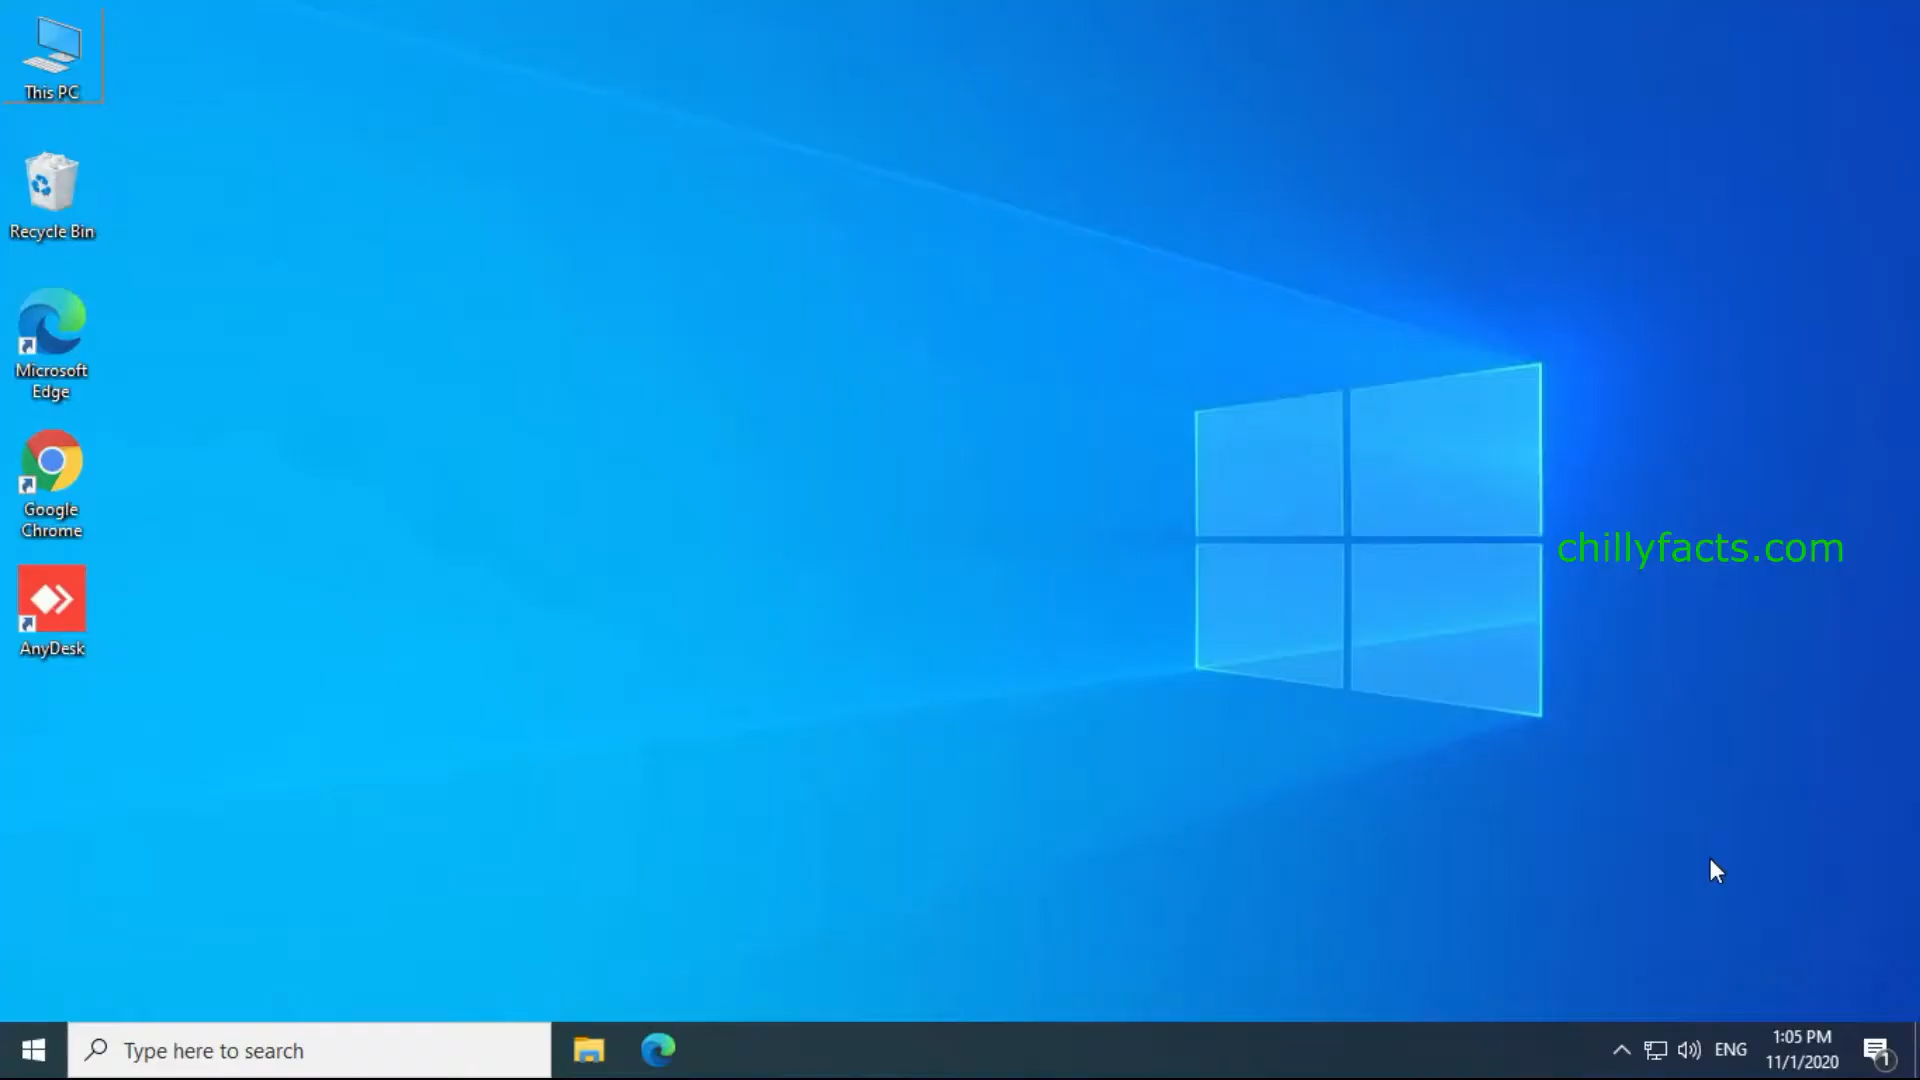 This PC
Recycle Bin
Microsoft
Edge
Google
Chrome
AnyDesk
chillyfacts.com
Type here to search
ENG
1:05 PM
11/1/2020
1